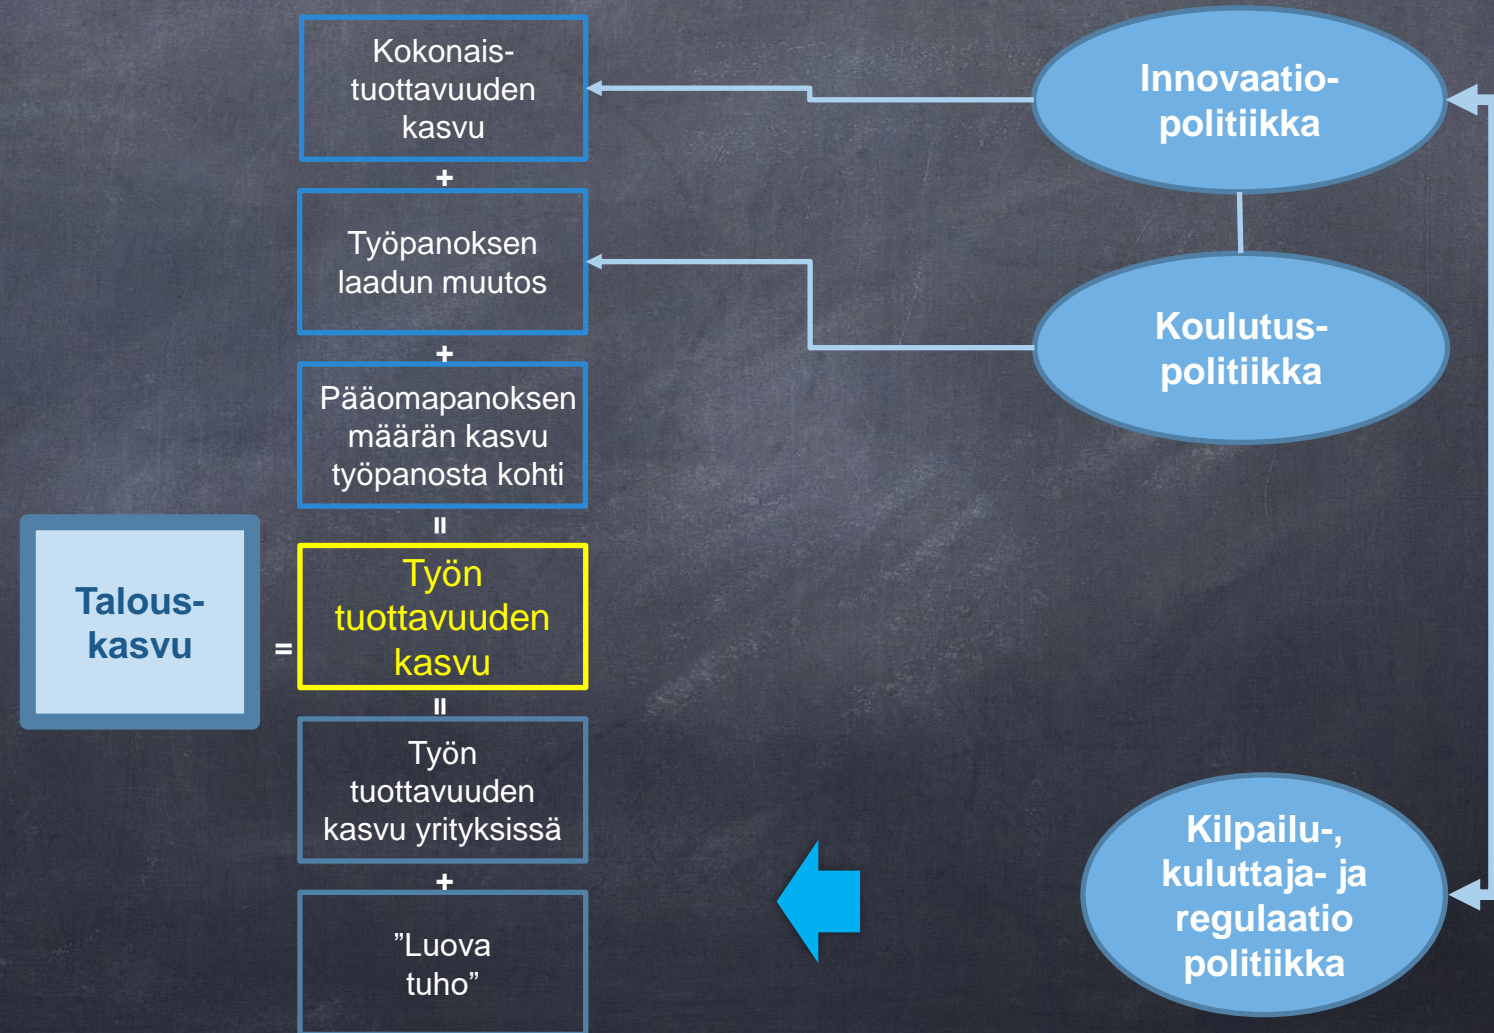 Kokonais-
tuottavuuden
kasvu
+
Työpanoksen
laadun muutos
+
Pääomapanoksen
määrän kasvu
työpanosta kohti
=
Talous-
kasvu
=
Työn
tuottavuuden
kasvu
=
Työn
tuottavuuden
kasvu yrityksissä
+
”Luova
tuho”
Innovaatio-
politiikka
Koulutus-
politiikka
Kilpailu-,
kuluttaja- ja
regulaatio
politiikka